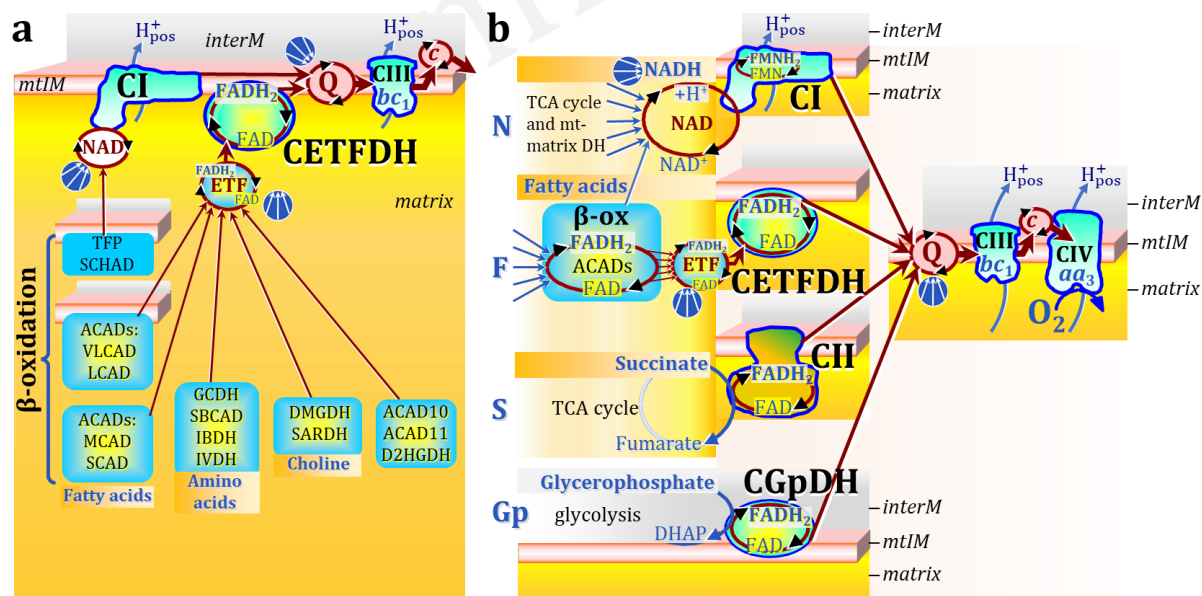 a
H+pos
interM
H+pos
c
mtIM
CI
Q
CIII
bc1
FADH2
FAD
CETFDH
NAD
FADH2
ETF
FAD
matrix
β-oxidation
TFP
SCHAD
ACADs:
VLCAD
LCAD
ACADs:
MCAD
SCAD
Fatty acids
GCDH
SBCAD
IBDH
IVDH
Amino
acids
DMGDH
SARDH
Choline
ACAD10
ACAD11
D2HGDH
b
H+pos
interM
mtIM
matrix
NADH
FMNH2
FMN
CI
N
TCA cycle
and mt-
matrix DH
+H+
NAD
NAD+
Fatty acids
F
β-ox
FADH2
ACADs
FAD
FADH2
ETF
FAD
FADH2
FAD
CETFDH
H+pos
H+pos
interM
mtIM
matrix
Q
CIII
bc1
c
CIV
aa3
O2
CII
Succinate
FADH2
S
TCA cycle
FAD
Fumarate
Glycerophosphate
CGpDH
Gp
glycolysis
FADH2
DHAP
FAD
interM
mtIM
matrix